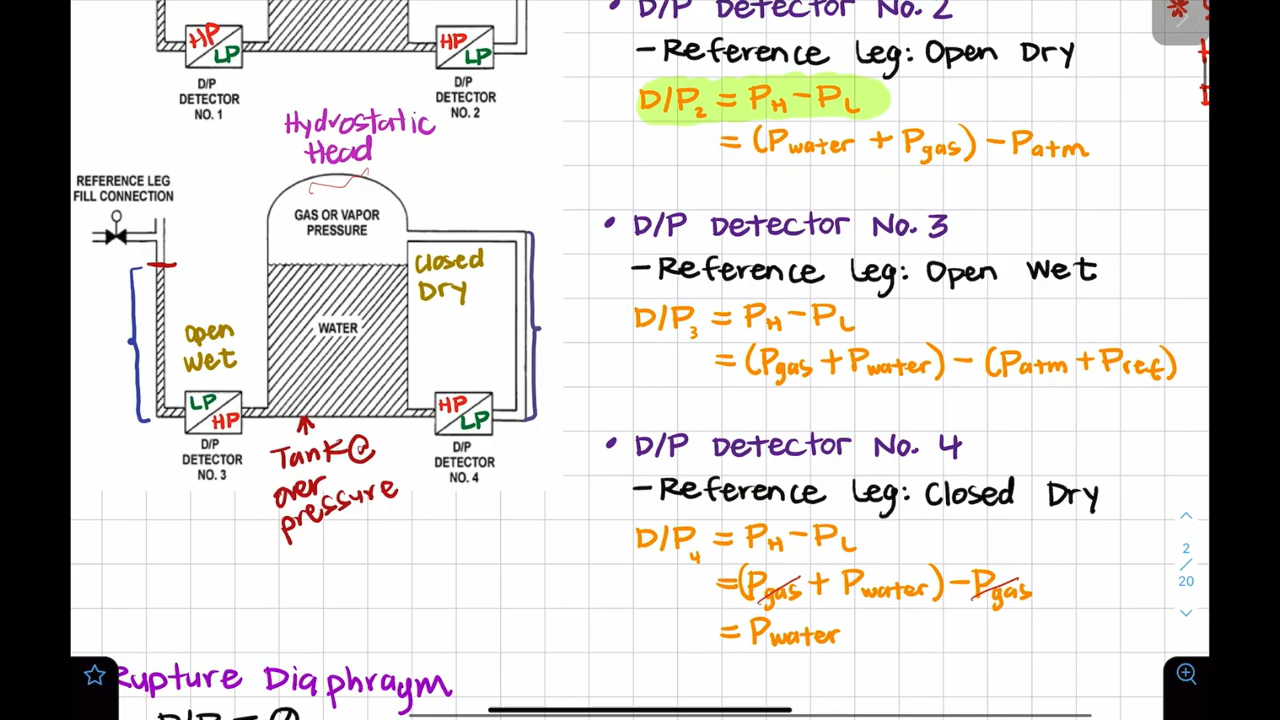 HP
LP
HP
LP
D/P
DETECTOR
NO. 1
D/P
DETECTOR
NO. 2
Hydrostatic
Head
REFERENCE LEG
FILL CONNECTION
GAS OR VAPOR
PRESSURE
Closed
Dry
WATER
Open
Wet
LP
HP
HP
LP
D/P
DETECTOR
NO. 3
D/P
DETECTOR
NO. 4
Tank@
over
pressure
Rupture Diaphragm
• D/P Detector No. 2
- Reference Leg: Open Dry
D/P₂ = PH - PL
= (Pwater + Pgas) - Patm
• D/P Detector No. 3
- Reference Leg: Open Wet
D/P₃ = PH - PL
= (Pgas + Pwater) - (Patm + Pref)
• D/P Detector No. 4
- Reference Leg: Closed Dry
D/P₄ = PH - PL
= (Pgas + Pwater) - Pgas
= Pwater
2
/
20